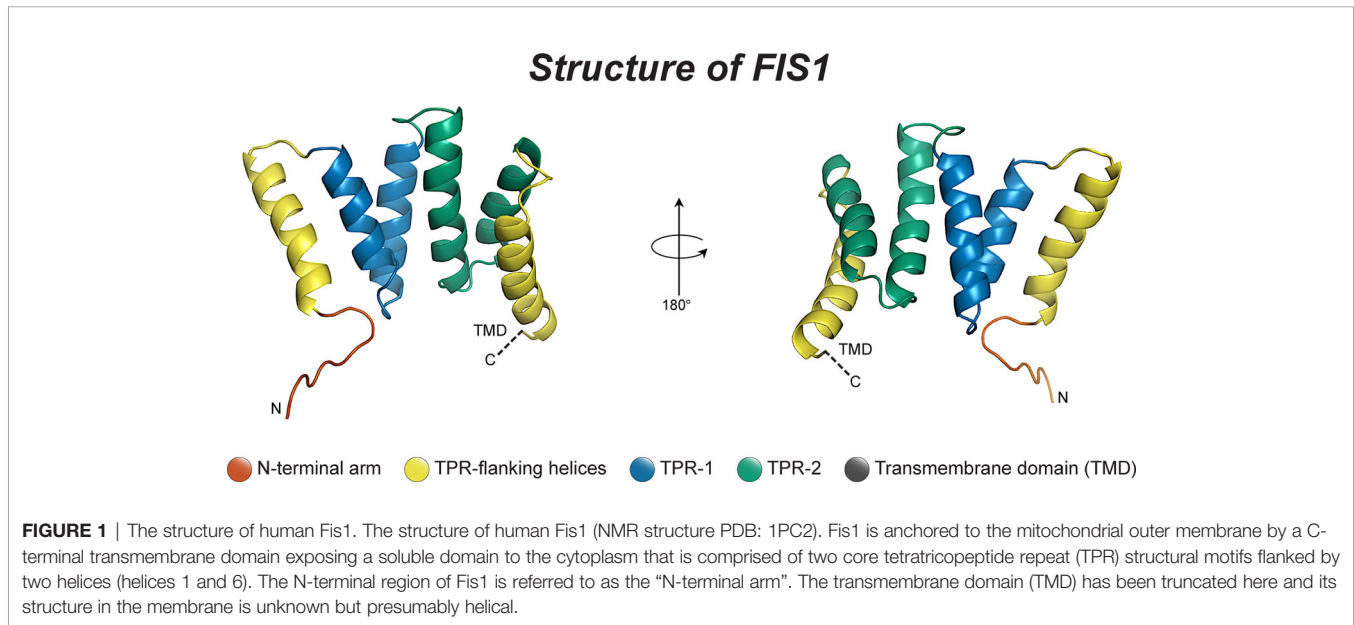 Structure of FIS1
TMD
C
N
180°
TMD
C
N
N-terminal arm TPR-flanking helices TPR-1 TPR-2 Transmembrane domain (TMD)
FIGURE 1 | The structure of human Fis1. The structure of human Fis1 (NMR structure PDB: 1PC2). Fis1 is anchored to the mitochondrial outer membrane by a C-
terminal transmembrane domain exposing a soluble domain to the cytoplasm that is comprised of two core tetratricopeptide repeat (TPR) structural motifs flanked by
two helices (helices 1 and 6). The N-terminal region of Fis1 is referred to as the “N-terminal arm”. The transmembrane domain (TMD) has been truncated here and its
structure in the membrane is unknown but presumably helical.